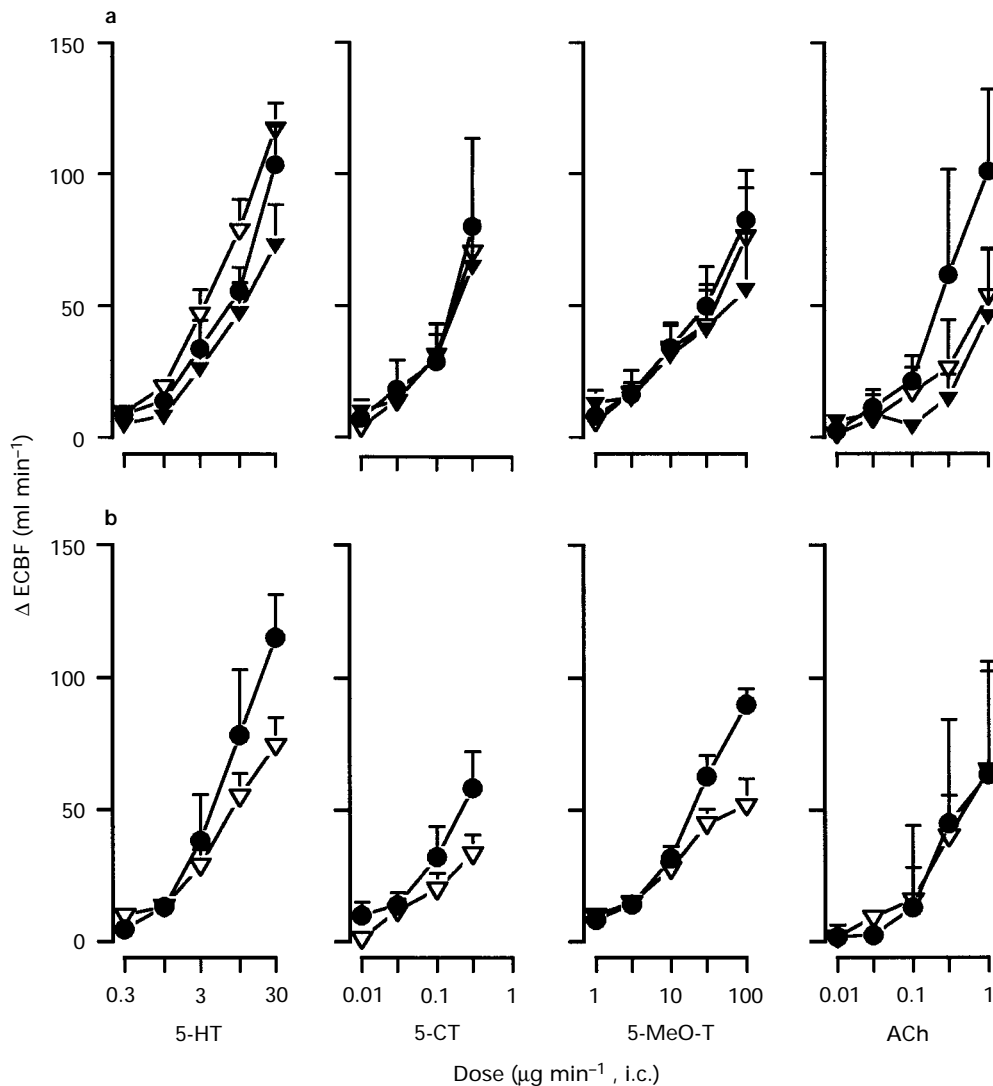 a
150
100
50
0
b
150
100
50
0
Δ ECBF (ml min⁻¹)
0.3 3 30 0.01 0.1 1 1 10 100 0.01 0.1 1
5-HT 5-CT 5-MeO-T ACh
Dose (μg min⁻¹ , i.c.)